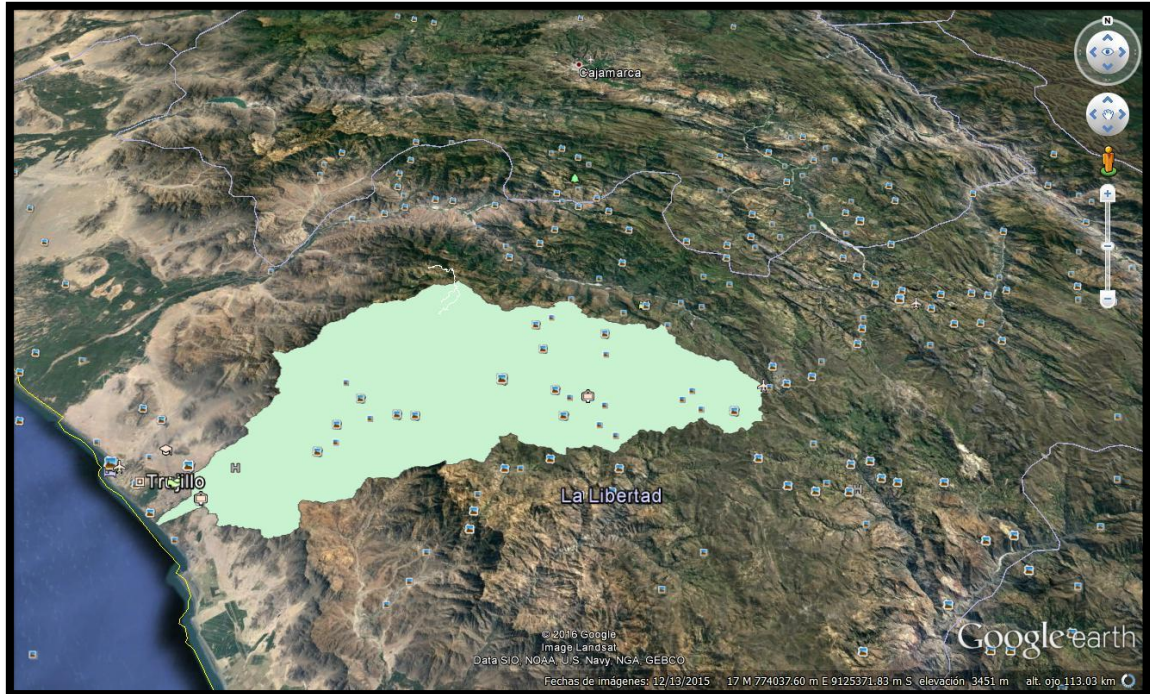 N
Cajamarca
H
Trujillo
La Libertad
H
© 2016 Google
Image Landsat
Data SIO, NOAA, U.S. Navy, NGA, GEBCO
Google earth
Fechas de imágenes: 12/13/2015 17 M 774037.60 m E 9125371.83 m S elevación 3451 m alt. ojo 113.03 km